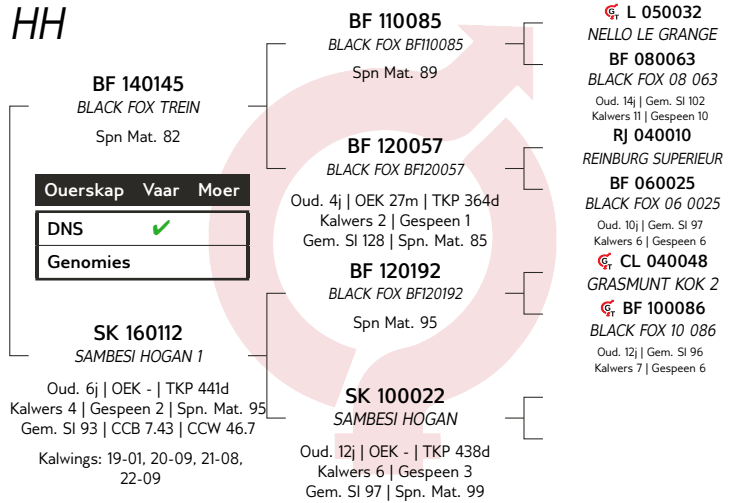 HH
BF 140145
BLACK FOX TREIN
Spn Mat. 82
Ouerskap Vaar Moer
DNS ✔
Genomies
SK 160112
SAMBESI HOGAN 1
Oud. 6j | OEK - | TKP 441d
Kalwers 4 | Gespeen 2 | Spn. Mat. 95
Gem. SI 93 | CCB 7.43 | CCW 46.7
Kalwings: 19-01, 20-09, 21-08,
22-09
BF 110085
BLACK FOX BF110085
Spn Mat. 89
BF 120057
BLACK FOX BF120057
Oud. 4j | OEK 27m | TKP 364d
Kalwers 2 | Gespeen 1
Gem. SI 128 | Spn. Mat. 85
BF 120192
BLACK FOX BF120192
Spn Mat. 95
SK 100022
SAMBESI HOGAN
Oud. 12j | OEK - | TKP 438d
Kalwers 6 | Gespeen 3
Gem. SI 97 | Spn. Mat. 99
GT L 050032
NELLO LE GRANGE
BF 080063
BLACK FOX 08 063
Oud. 14j | Gem. SI 102
Kalwers 11 | Gespeen 10
RJ 040010
REINBURG SUPERIEUR
BF 060025
BLACK FOX 06 0025
Oud. 10j | Gem. SI 97
Kalwers 6 | Gespeen 6
GT CL 040048
GRASMUNT KOK 2
GT BF 100086
BLACK FOX 10 086
Oud. 12j | Gem. SI 96
Kalwers 7 | Gespeen 6